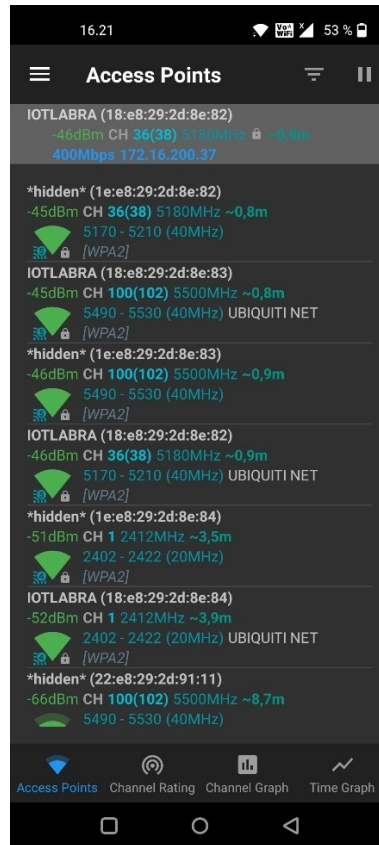 16.21 Vo WiFi x 53 %
Access Points
IOTLABRA (18:e8:29:2d:8e:82)
-46dBm CH 36(38) 5180MHz ~0,9m
400Mbps 172.16.200.37
*hidden* (1e:e8:29:2d:8e:82)
-45dBm CH 36(38) 5180MHz ~0,8m
5170 - 5210 (40MHz)
[WPA2]
IOTLABRA (18:e8:29:2d:8e:83)
-45dBm CH 100(102) 5500MHz ~0,8m
5490 - 5530 (40MHz) UBIQUITI NET
[WPA2]
*hidden* (1e:e8:29:2d:8e:83)
-46dBm CH 100(102) 5500MHz ~0,9m
5490 - 5530 (40MHz)
[WPA2]
IOTLABRA (18:e8:29:2d:8e:82)
-46dBm CH 36(38) 5180MHz ~0,9m
5170 - 5210 (40MHz) UBIQUITI NET
[WPA2]
*hidden* (1e:e8:29:2d:8e:84)
-51dBm CH 1 2412MHz ~3,5m
2402 - 2422 (20MHz)
[WPA2]
IOTLABRA (18:e8:29:2d:8e:84)
-52dBm CH 1 2412MHz ~3,9m
2402 - 2422 (20MHz) UBIQUITI NET
[WPA2]
*hidden* (22:e8:29:2d:91:11)
-66dBm CH 100(102) 5500MHz ~8,7m
5490 - 5530 (40MHz)
Access Points Channel Rating Channel Graph Time Graph